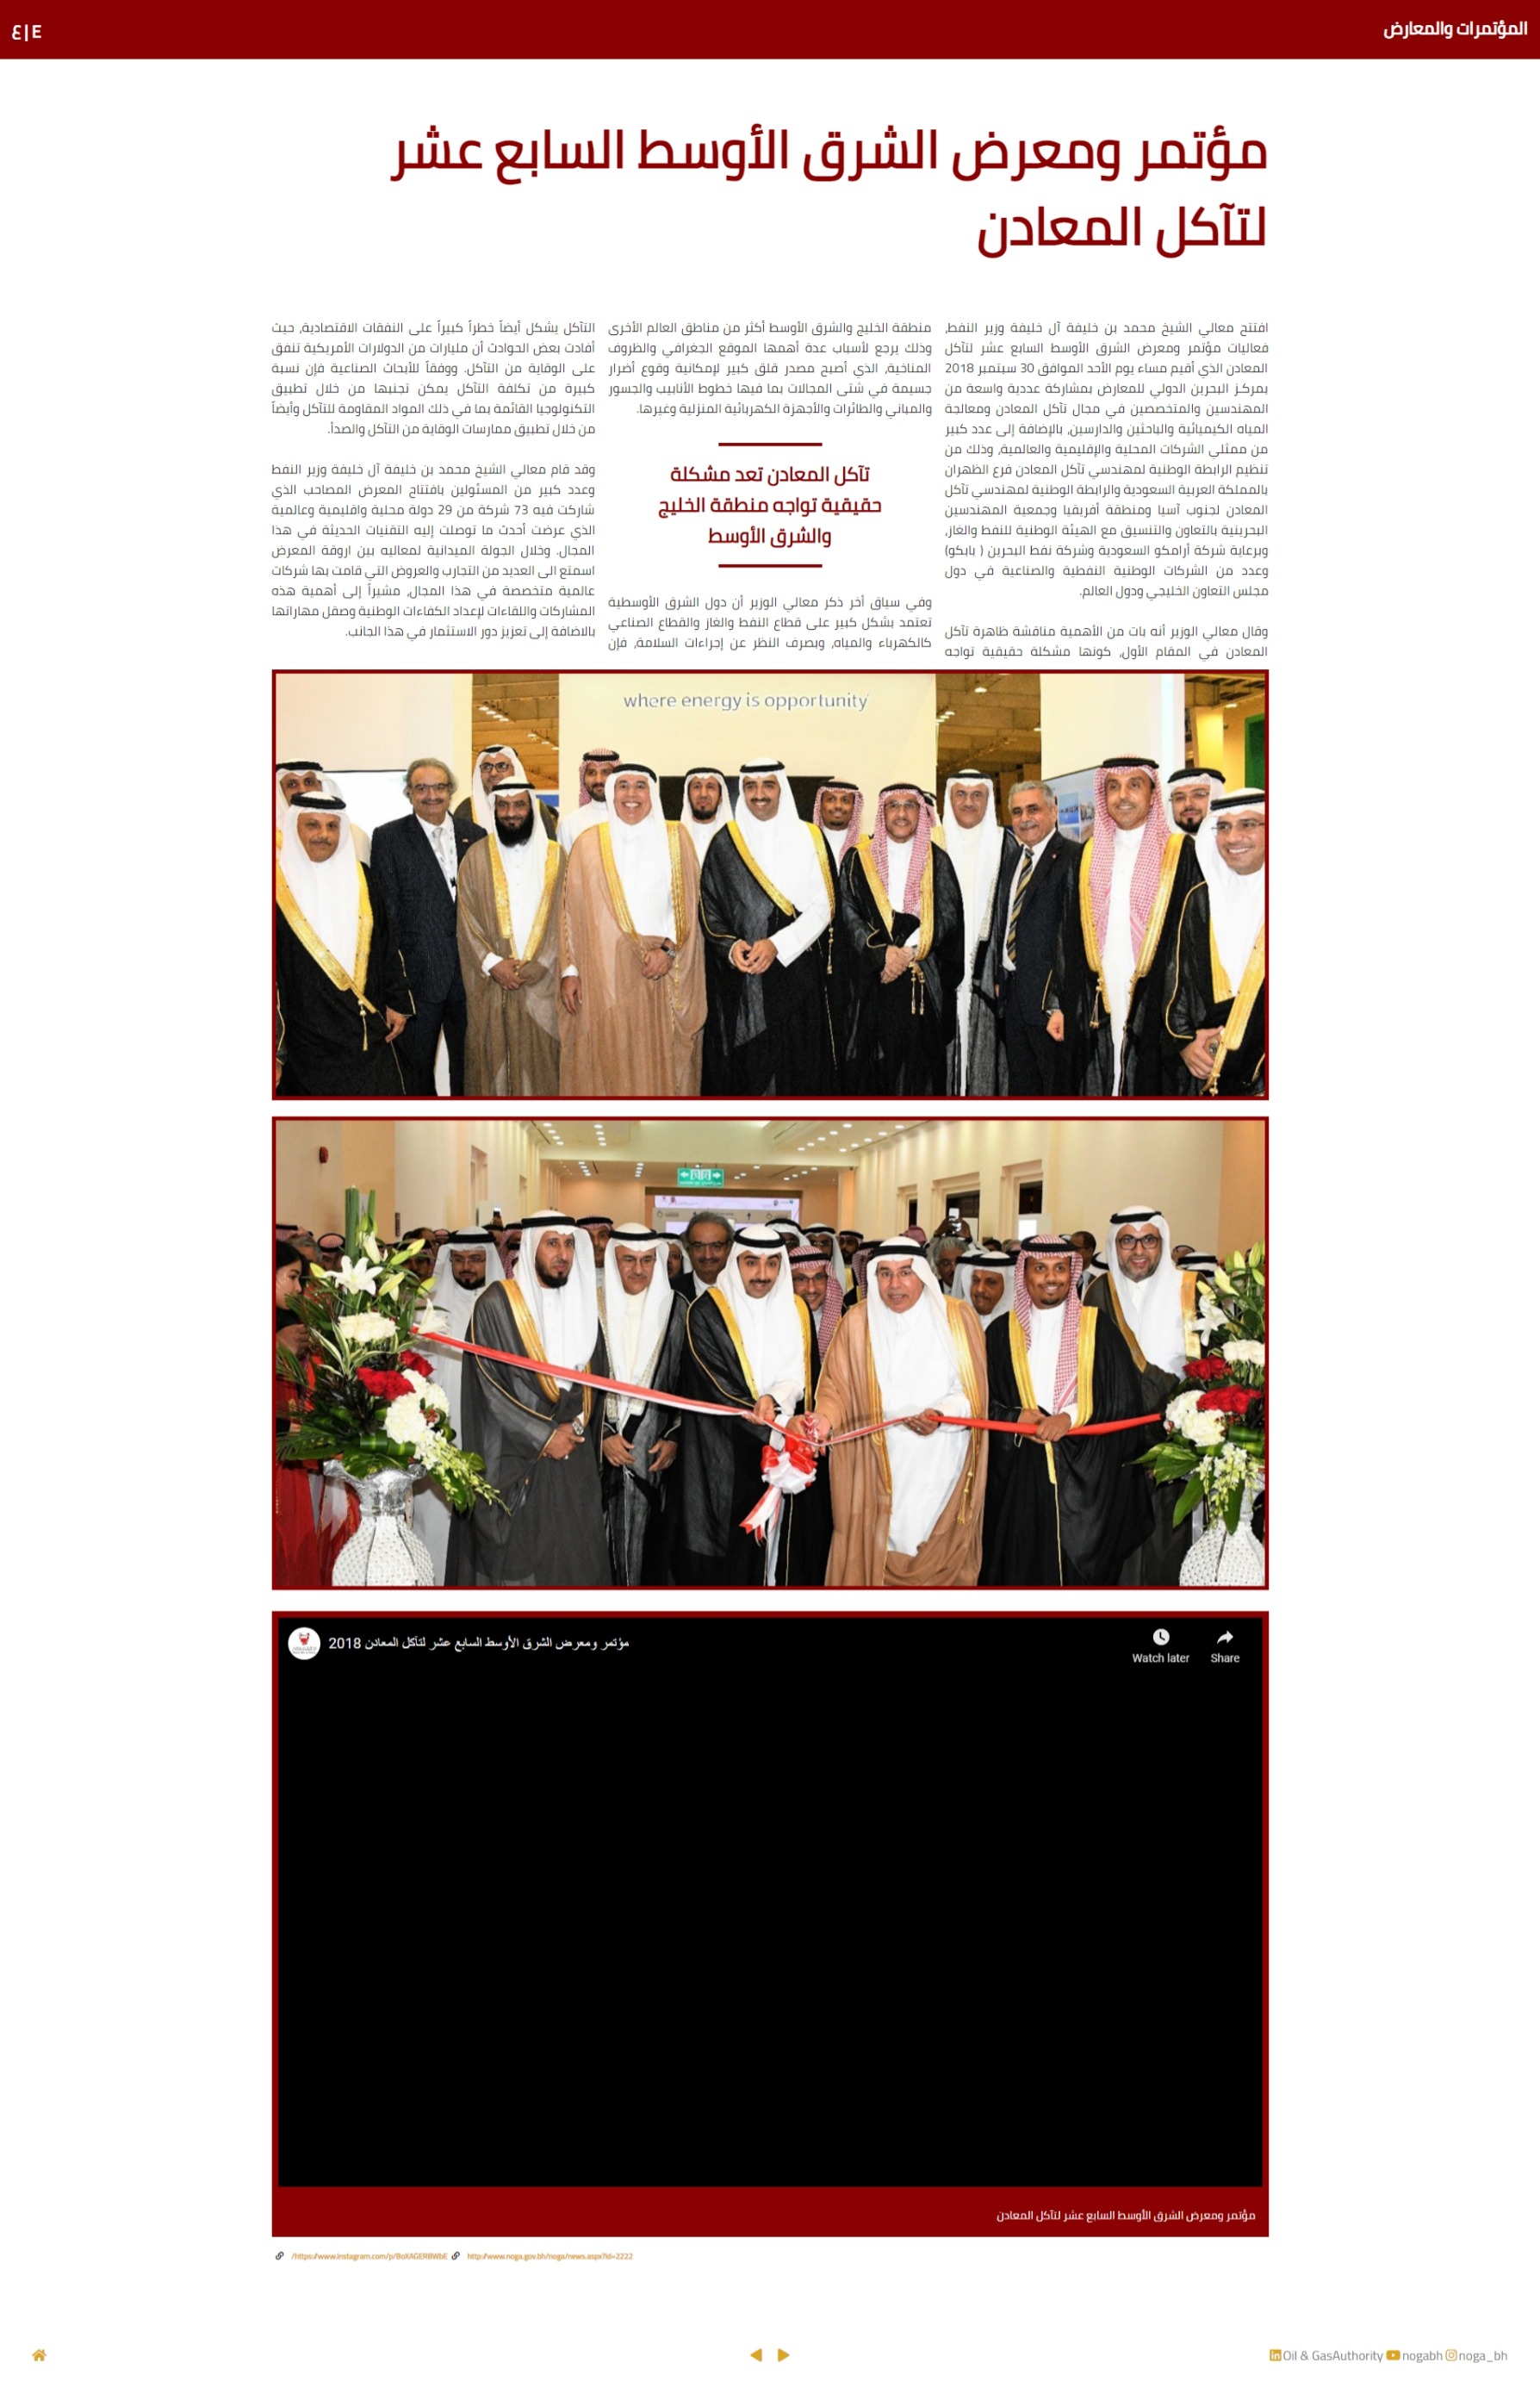 المؤتمرات والمعارض
E|ع
مؤتمر ومعرض الشرق الأوسط السابع عشر
لتآكل المعادن
افتتح معالي الشيخ محمد بن خليفة آل خليفة وزير النفط،
فعاليات مؤتمر ومعرض الشرق الأوسط السابع عشر لتآكل
المعادن الذي أقيم مساء يوم الأحد الموافق 30 سبتمبر 2018
بمركز البحرين الدولي للمعارض بمشاركة عددية واسعة من
المهندسين والمتخصصين في مجال تآكل المعادن ومعالجة
المياه الكيميائية والباحثين والدارسين، بالإضافة إلى عدد كبير
من ممثلي الشركات المحلية والإقليمية والعالمية، وذلك من
تنظيم الرابطة الوطنية لمهندسي تآكل المعادن فرع الظهران
بالمملكة العربية السعودية والرابطة الوطنية لمهندسي تآكل
المعادن لجنوب آسيا ومنطقة أفريقيا وجمعية المهندسين
البحرينية بالتعاون والتنسيق مع الهيئة الوطنية للنفط والغاز،
وبرعاية شركة أرامكو السعودية وشركة نفط البحرين ( بابكو)
وعدد من الشركات الوطنية النفطية والصناعية في دول
مجلس التعاون الخليجي ودول العالم.
وقال معالي الوزير أنه بات من الأهمية مناقشة ظاهرة تآكل
المعادن في المقام الأول، كونها مشكلة حقيقية تواجه
منطقة الخليج والشرق الأوسط أكثر من مناطق العالم الأخرى
وذلك يرجع لأسباب عدة أهمها الموقع الجغرافي والظروف
المناخية، الذي أصبح مصدر قلق كبير لإمكانية وقوع أضرار
جسيمة في شتى المجالات بما فيها خطوط الأنابيب والجسور
والمباني والطائرات والأجهزة الكهربائية المنزلية وغيرها.
تآكل المعادن تعد مشكلة
حقيقية تواجه منطقة الخليج
والشرق الأوسط
وفي سياق أخر ذكر معالي الوزير أن دول الشرق الأوسطية
تعتمد بشكل كبير على قطاع النفط والغاز والقطاع الصناعي
كالكهرباء والمياه، وبصرف النظر عن إجراءات السلامة، فإن
التآكل يشكل أيضاً خطراً كبيراً على النفقات الاقتصادية، حيث
أفادت بعض الحوادث أن مليارات من الدولارات الأمريكية تنفق
على الوقاية من التآكل. ووفقاً للأبحاث الصناعية فإن نسبة
كبيرة من تكلفة التآكل يمكن تجنبها من خلال تطبيق
التكنولوجيا القائمة بما في ذلك المواد المقاومة للتآكل وأيضاً
من خلال تطبيق ممارسات الوقاية من التآكل والصدأ.
وقد قام معالي الشيخ محمد بن خليفة آل خليفة وزير النفط
وعدد كبير من المسئولين بافتتاح المعرض المصاحب الذي
شاركت فيه 73 شركة من 29 دولة محلية واقليمية وعالمية
الذي عرضت أحدث ما توصلت إليه التقنيات الحديثة في هذا
المجال. وخلال الجولة الميدانية لمعاليه بين اروقة المعرض
استمتع الى العديد من التجارب والعروض التي قامت بها شركات
عالمية متخصصة في هذا المجال، مشيراً إلى أهمية هذه
المشاركات واللقاءات لإعداد الكفاءات الوطنية وصقل مهاراتها
بالاضافة إلى تعزيز دور الاستثمار في هذا الجانب.
where energy is opportunity
مؤتمر ومعرض الشرق الأوسط السابع عشر لتآكل المعادن 2018
Watch later
Share
مؤتمر ومعرض الشرق الأوسط السابع عشر لتآكل المعادن
/https://www.instagram.com/p/BoXAGERBWbE http://www.noga.gov.bh/noga/news.aspx?id=2222
Oil & GasAuthority nogabh noga_bh